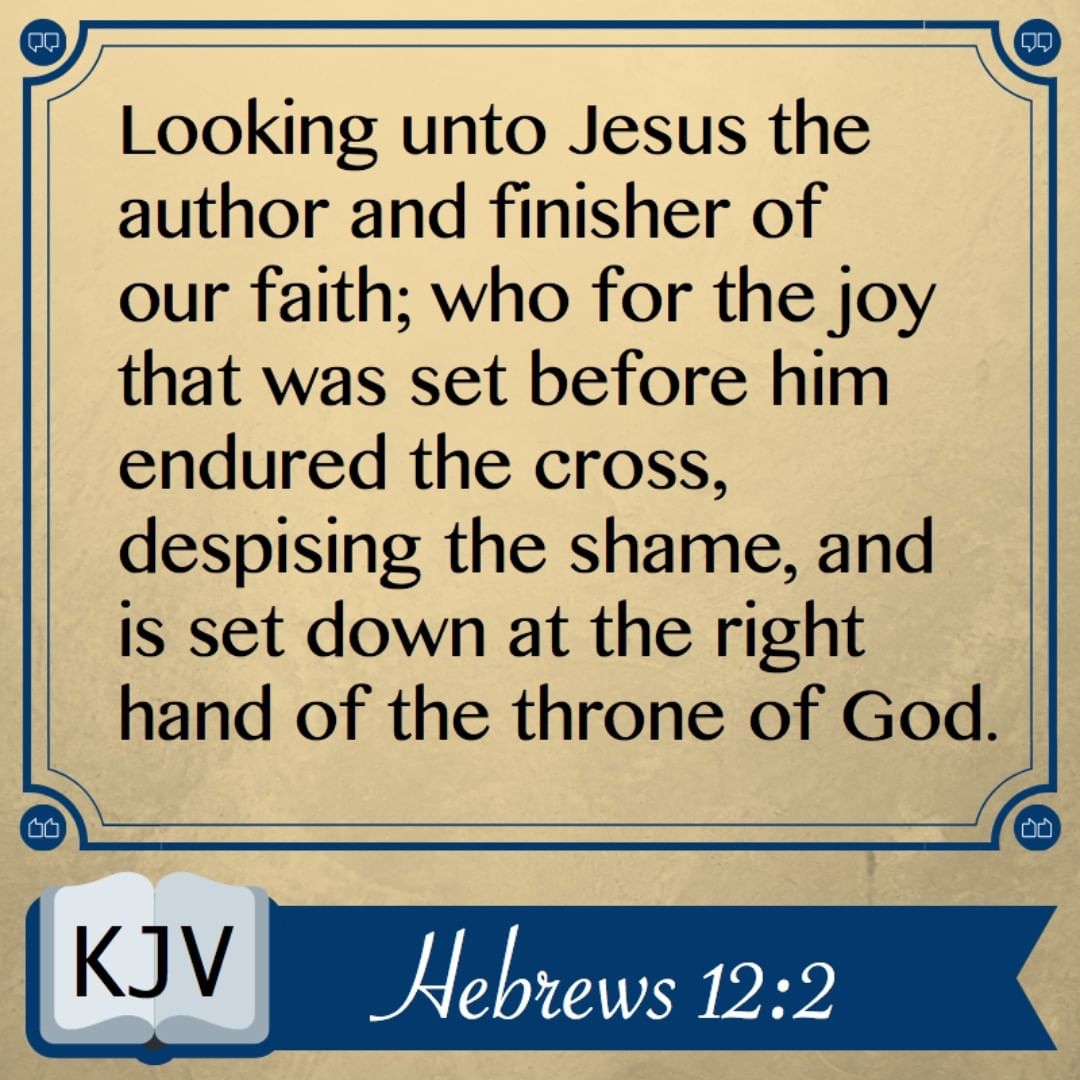 Looking unto Jesus the
author and finisher of
our faith; who for the joy
that was set before him
endured the cross,
despising the shame, and
is set down at the right
hand of the throne of God.
KJV
Hebrews 12:2